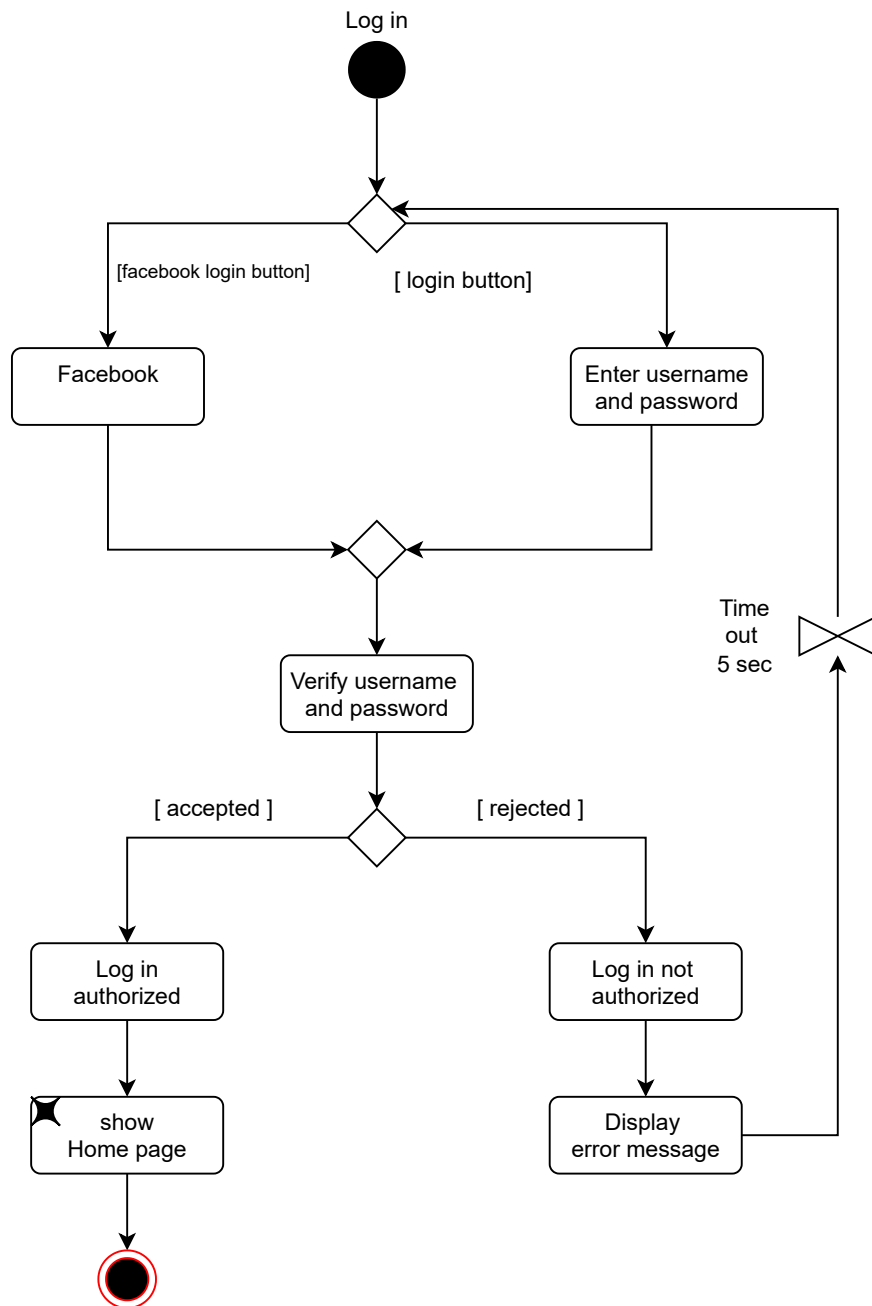 Log in
[facebook login button]
[ login button]
Facebook
Enter username
and password
Time
out
5 sec
Verify username
and password
[ accepted ]
[ rejected ]
Log in
authorized
Log in not
authorized
show
Home page
Display
error message